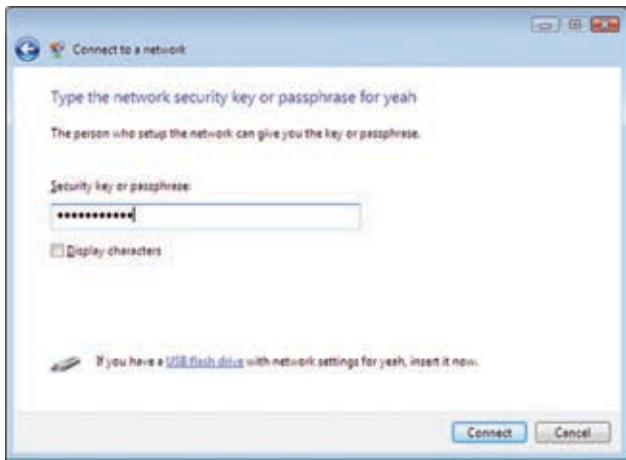 Connect to a network
Type the network security key or passphrase for yeah
The person who setup the network can give you the key or passphrase.
Security key or passphrase:
•••••••••••
Display characters
If you have a USB flash drive with network settings for yeah, insert it now.
Connect
Cancel